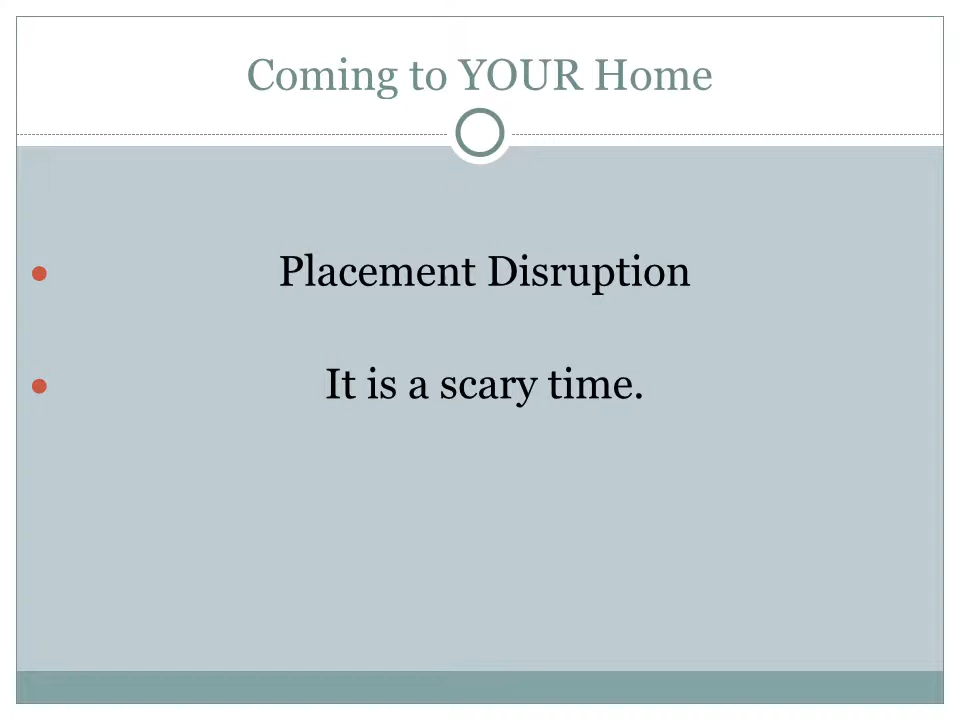 Coming to YOUR Home
Placement Disruption
It is a scary time.